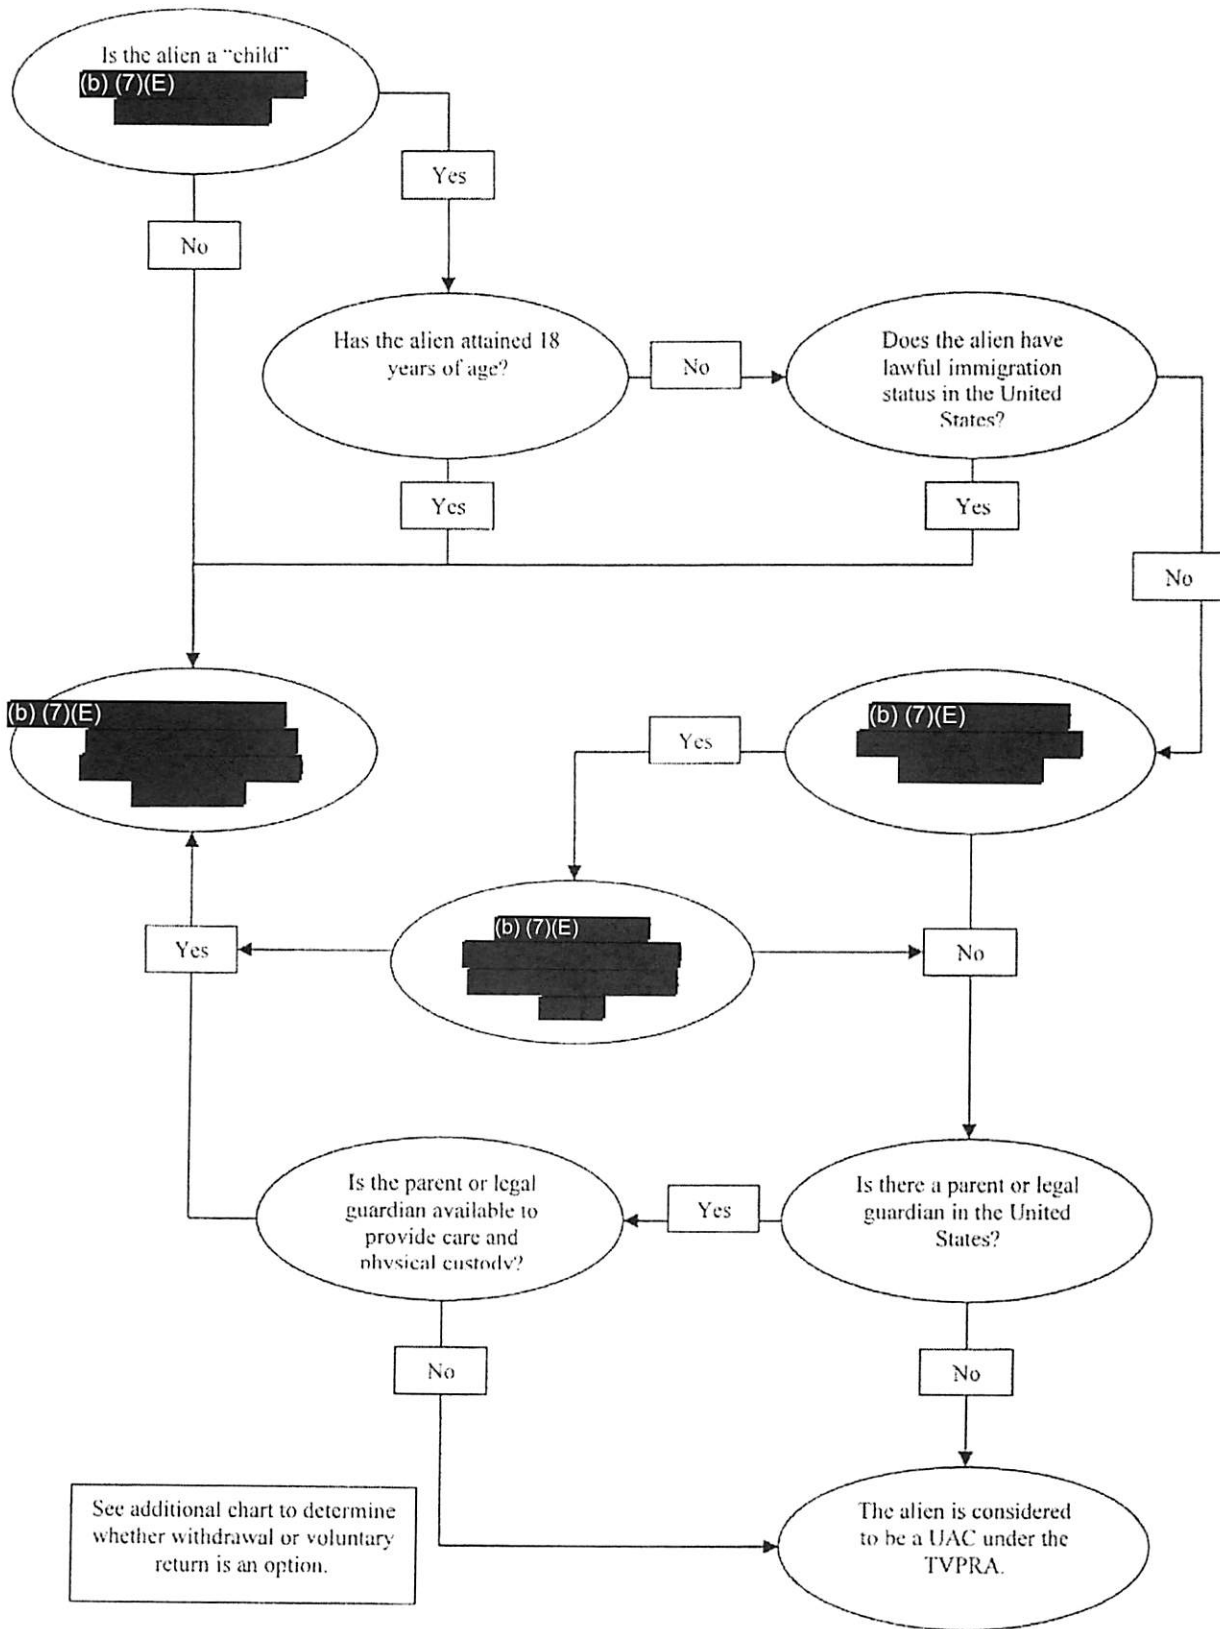 Is the alien a “child”
(b) (7)(E)
Yes
No
Has the alien attained 18
years of age?
No
Does the alien have
lawful immigration
status in the United
States?
Yes
Yes
No
(b) (7)(E)
(b) (7)(E)
Yes
(b) (7)(E)
Yes
No
Is the parent or legal
guardian available to
provide care and
physical custody?
Yes
Is there a parent or legal
guardian in the United
States?
No
No
See additional chart to determine
whether withdrawal or voluntary
return is an option.
The alien is considered
to be a UAC under the
TVPRA.